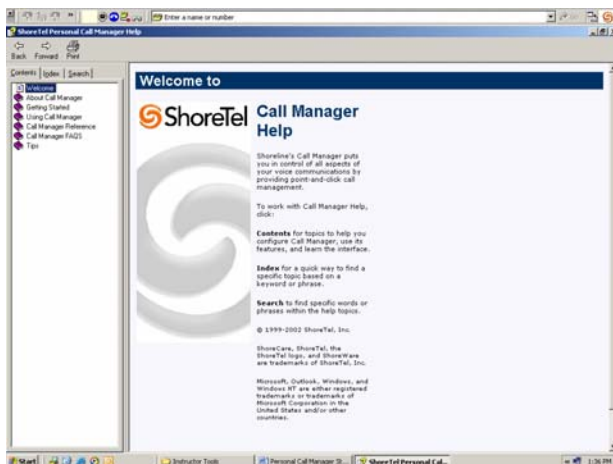 Enter a name or number
ShoreTel Personal Call Manager Help
Back Forward Print
Contents Index Search
Welcome
About Call Manager
Getting Started
Using Call Manager
Call Manager Reference
Call Manager FAQS
Tips
Welcome to
ShoreTel
Call Manager
Help
Shoreline's Call Manager puts
you in control of all aspects of
your voice communications by
providing point-and-click call
management.
To work with Call Manager Help,
click:
Contents for topics to help you
configure Call Manager, use its
features, and learn the interface.
Index for a quick way to find a
specific topic based on a
keyword or phrase.
Search to find specific words or
phrases within the help topics.
© 1999-2002 ShoreTel, Inc.
ShoreCare, ShoreTel, the
ShoreTel logo, and ShoreWare
are trademarks of ShoreTel, Inc.
Microsoft, Outlook, Windows, and
Windows NT are either registered
trademarks or trademarks of
Microsoft Corporation in the
United States and/or other
countries.
Start Instructor Tools Personal Call Manager St... ShoreTel Personal Cal... 1:36 PM